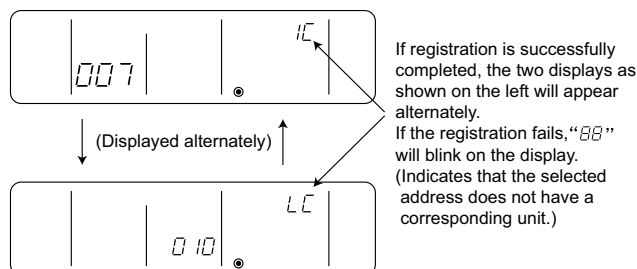 IC
007
(Displayed alternately)
LC
010
If registration is successfully
completed, the two displays as
shown on the left will appear
alternately.
If the registration fails,“88”
will blink on the display.
(Indicates that the selected
address does not have a
corresponding unit.)